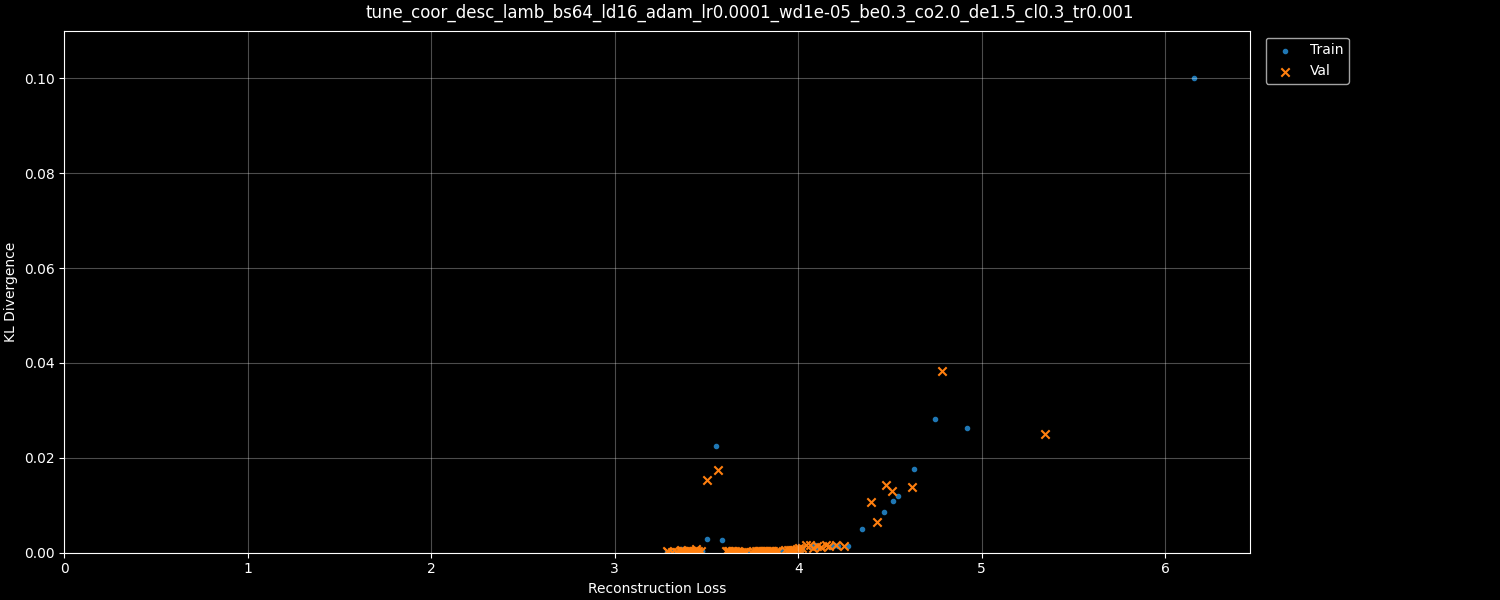 tune_coor_desc_lamb_bs64_ld16_adam_lr0.0001_wd1e-05_be0.3_co2.0_de1.5_cl0.3_tr0.001
Train
Val
KL Divergence
0.10
0.08
0.06
0.04
0.02
0.00
0 1 2 3 4 5 6
Reconstruction Loss